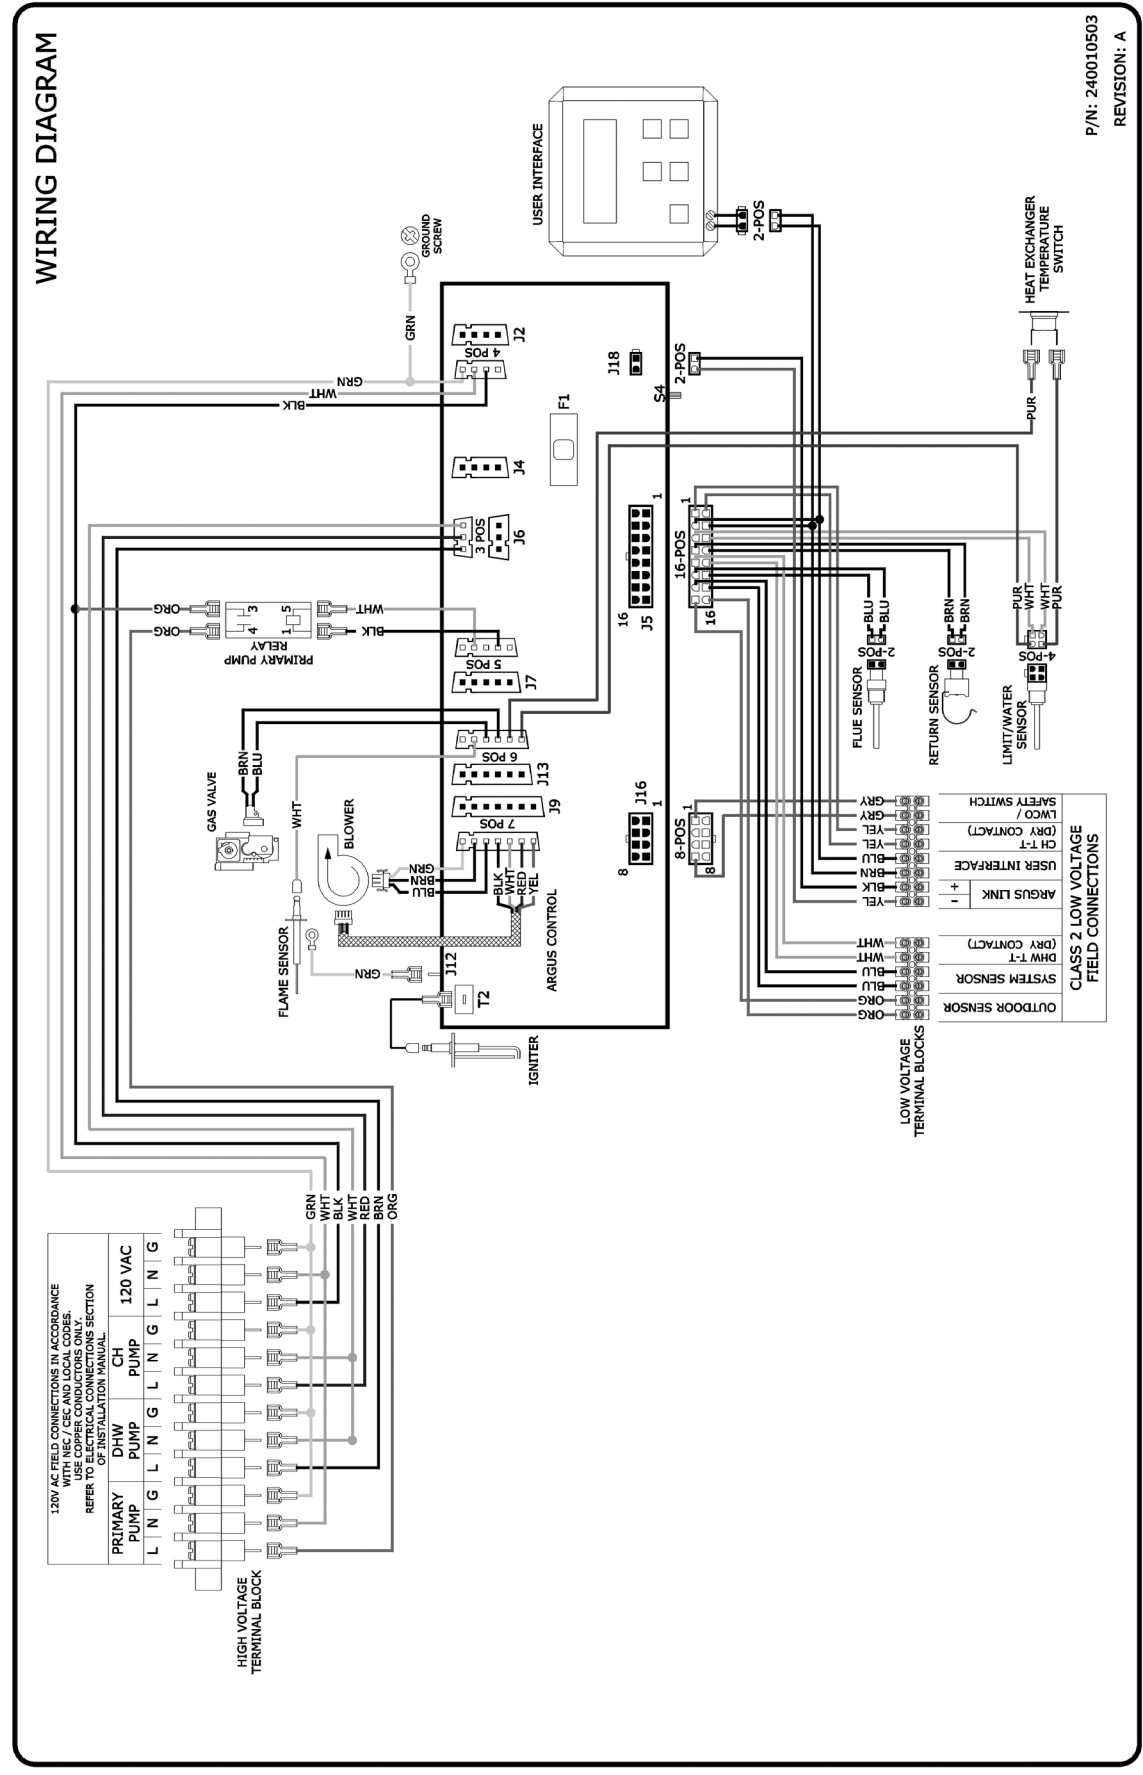 WIRING DIAGRAM
P/N: 240010503
REVISION: A
USER INTERFACE
2-POS
GROUND
SCREW
GRN
HEAT EXCHANGER
TEMPERATURE
SWITCH
GRN
WHT
BLK
J2
4 POS
J18
2-POS
S4
F1
PUR
J4
J6
3 POS
1
16
J5
16-POS
1
16
ORG
ORG
3
4
5
1
WHT
BLK
PRIMARY PUMP
RELAY
5 POS
J7
BLU
BLU
2-POS
FLUE SENSOR
BRN
BRN
2-POS
RETURN SENSOR
PUR
WHT
WHT
PUR
4-POS
LIMIT/WATER
SENSOR
GAS VALVE
BRN
BLU
6 POS
J13
WHT
BLOWER
J9
7 POS
GRN
BRN
BLU
BLK
WHT
RED
YEL
J16
1
8
8-POS
1
8
FLAME SENSOR
GRN
J12
ARGUS CONTROL
T2
IGNITER
GRY
GRY
YEL
YEL
BLU
BRN
BLK
YEL
WHT
WHT
BLU
BLU
ORG
ORG
LWCO /
SAFETY SWITCH
CH T-T
(DRY CONTACT)
USER INTERFACE
ARGUS LINK
+
-
DHW T-T
(DRY CONTACT)
SYSTEM SENSOR
OUTDOOR SENSOR
CLASS 2 LOW VOLTAGE
FIELD CONNECTIONS
LOW VOLTAGE
TERMINAL BLOCKS
GRN
WHT
BLK
WHT
RED
BRN
ORG
120V AC FIELD CONNECTIONS IN ACCORDANCE
WITH NEC / CEC AND LOCAL CODES.
USE COPPER CONDUCTORS ONLY.
REFER TO ELECTRICAL CONNECTIONS SECTION
OF INSTALLATION MANUAL.
PRIMARY
PUMP
DHW
PUMP
CH
PUMP
120 VAC
L N G L N G L N G L N G
HIGH VOLTAGE
TERMINAL BLOCK